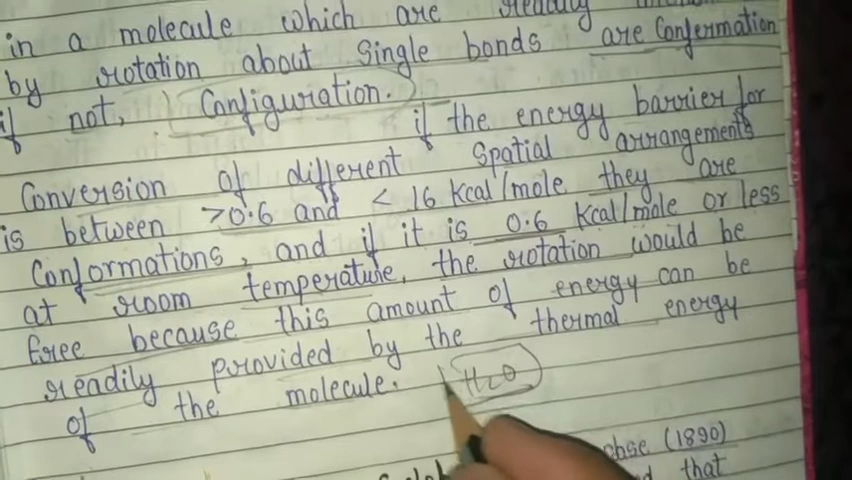 in a molecule which are readily
by rotation about single bonds are Confermation
if not, Configuration.
if the energy barrier for
Conversion of different spatial arrangements
is between >0.6 and < 16 Kcal/mole they are
Conformations, and if it is 0.6 Kcal/mole or less
at room temperature, the rotation would be
free because this amount of energy can be
readily provided by the thermal energy
of the molecule. H2O
(1890)
that